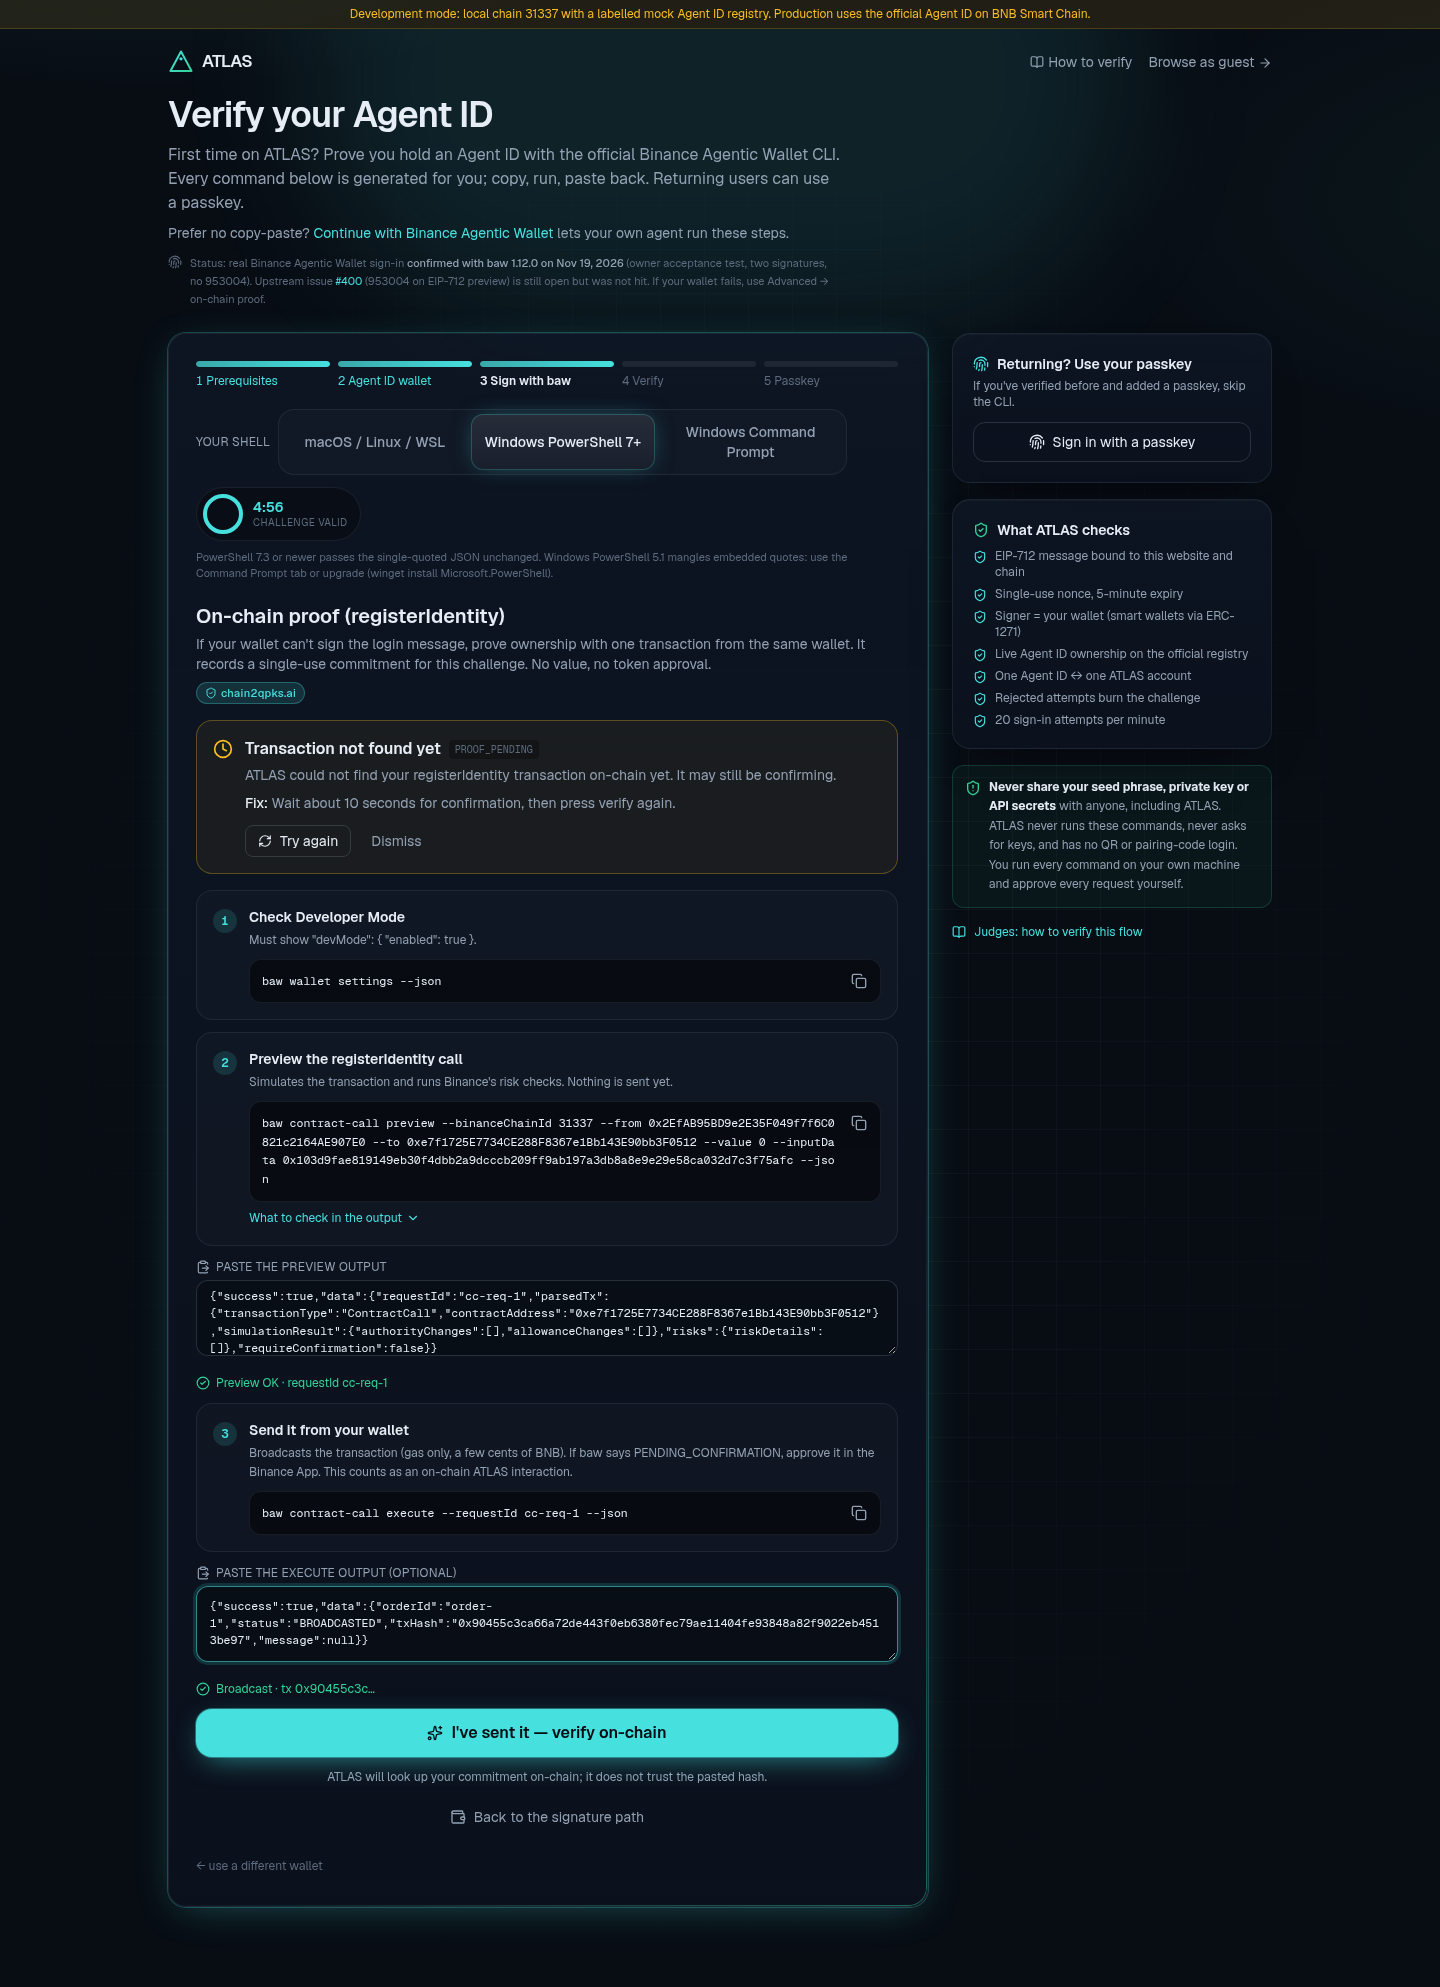 Development mode: local chain 31337 with a labelled mock Agent ID registry. Production uses the official Agent ID on BNB Smart Chain.
ATLAS
How to verify
Browse as guest →
Verify your Agent ID
First time on ATLAS? Prove you hold an Agent ID with the official Binance Agentic Wallet CLI.
Every command below is generated for you; copy, run, paste back. Returning users can use
a passkey.
Prefer no copy-paste? Continue with Binance Agentic Wallet lets your own agent run these steps.
Status: real Binance Agentic Wallet sign-in confirmed with baw 1.12.0 on Nov 19, 2026 (owner acceptance test, two signatures,
no 953004). Upstream issue #400 (953004 on EIP-712 preview) is still open but was not hit. If your wallet fails, use Advanced →
on-chain proof.
1 Prerequisites
2 Agent ID wallet
3 Sign with baw
4 Verify
5 Passkey
YOUR SHELL
macOS / Linux / WSL
Windows PowerShell 7+
Windows Command
Prompt
4:56
CHALLENGE VALID
PowerShell 7.3 or newer passes the single-quoted JSON unchanged. Windows PowerShell 5.1 mangles embedded quotes: use the
Command Prompt tab or upgrade (winget install Microsoft.PowerShell).
On-chain proof (registerIdentity)
If your wallet can't sign the login message, prove ownership with one transaction from the same wallet. It
records a single-use commitment for this challenge. No value, no token approval.
chain2qpks.ai
Transaction not found yet PROOF_PENDING
ATLAS could not find your registerIdentity transaction on-chain yet. It may still be confirming.
Fix: Wait about 10 seconds for confirmation, then press verify again.
Try again
Dismiss
1
Check Developer Mode
Must show "devMode": { "enabled": true }.
baw wallet settings --json
2
Preview the registerIdentity call
Simulates the transaction and runs Binance's risk checks. Nothing is sent yet.
baw contract-call preview --binanceChainId 31337 --from 0x2EfAB95BD9e2E35F049f7f6C0
821c2164AE907E0 --to 0xe7f1725E7734CE288F8367e1Bb143E90bb3F0512 --value 0 --inputDa
ta 0x103d9fae819149eb30f4dbb2a9dcccb209ff9ab197a3db8a8e9e29e58ca032d7c3f75afc --jso
n
What to check in the output
PASTE THE PREVIEW OUTPUT
{"success":true,"data":{"requestId":"cc-req-1","parsedTx":
{"transactionType":"ContractCall","contractAddress":"0xe7f1725E7734CE288F8367e1Bb143E90bb3F0512"}
,"simulationResult":{"authorityChanges":[],"allowanceChanges":[]},"risks":{"riskDetails":
[]},"requireConfirmation":false}}
Preview OK · requestId cc-req-1
3
Send it from your wallet
Broadcasts the transaction (gas only, a few cents of BNB). If baw says PENDING_CONFIRMATION, approve it in the
Binance App. This counts as an on-chain ATLAS interaction.
baw contract-call execute --requestId cc-req-1 --json
PASTE THE EXECUTE OUTPUT (OPTIONAL)
{"success":true,"data":{"orderId":"order-
1","status":"BROADCASTED","txHash":"0x90455c3ca66a72de443f0eb6380fec79ae11404fe93848a82f9022eb451
3be97","message":null}}
Broadcast · tx 0x90455c3c…
I've sent it — verify on-chain
ATLAS will look up your commitment on-chain; it does not trust the pasted hash.
Back to the signature path
← use a different wallet
Returning? Use your passkey
If you've verified before and added a passkey, skip
the CLI.
Sign in with a passkey
What ATLAS checks
EIP-712 message bound to this website and
chain
Single-use nonce, 5-minute expiry
Signer = your wallet (smart wallets via ERC-
1271)
Live Agent ID ownership on the official registry
One Agent ID ↔ one ATLAS account
Rejected attempts burn the challenge
20 sign-in attempts per minute
Never share your seed phrase, private key or
API secrets with anyone, including ATLAS.
ATLAS never runs these commands, never asks
for keys, and has no QR or pairing-code login.
You run every command on your own machine
and approve every request yourself.
Judges: how to verify this flow